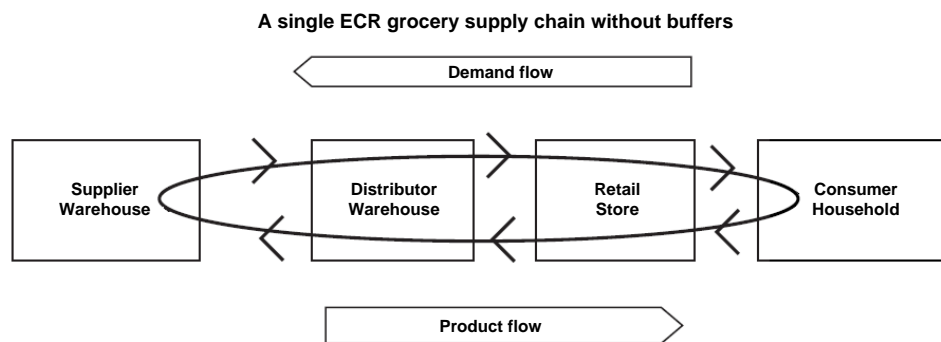 A single ECR grocery supply chain without buffers
Demand flow
Supplier
Warehouse
Distributor
Warehouse
Retail
Store
Consumer
Household
Product flow